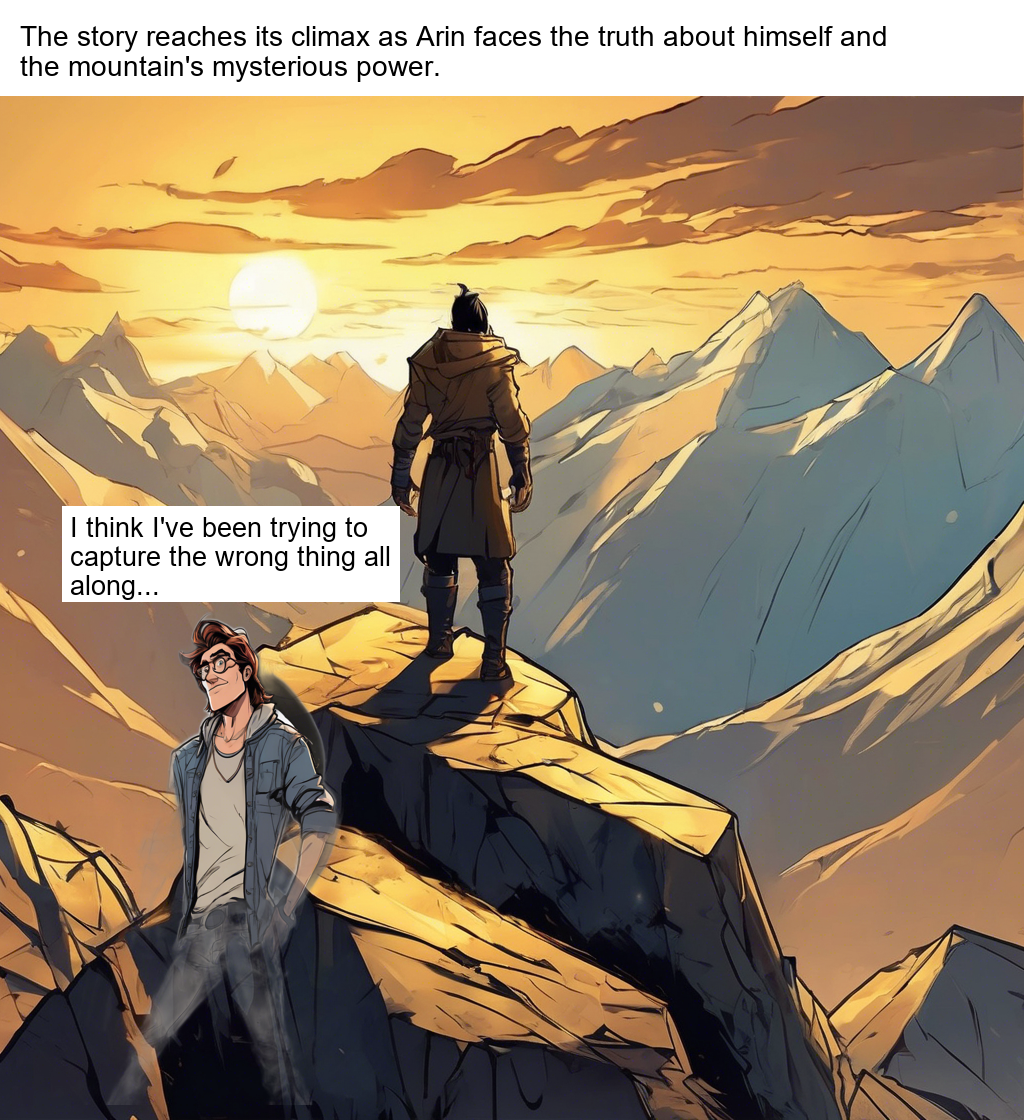 The story reaches its climax as Arin faces the truth about himself and
the mountain's mysterious power.
I think I've been trying to
capture the wrong thing all
along...